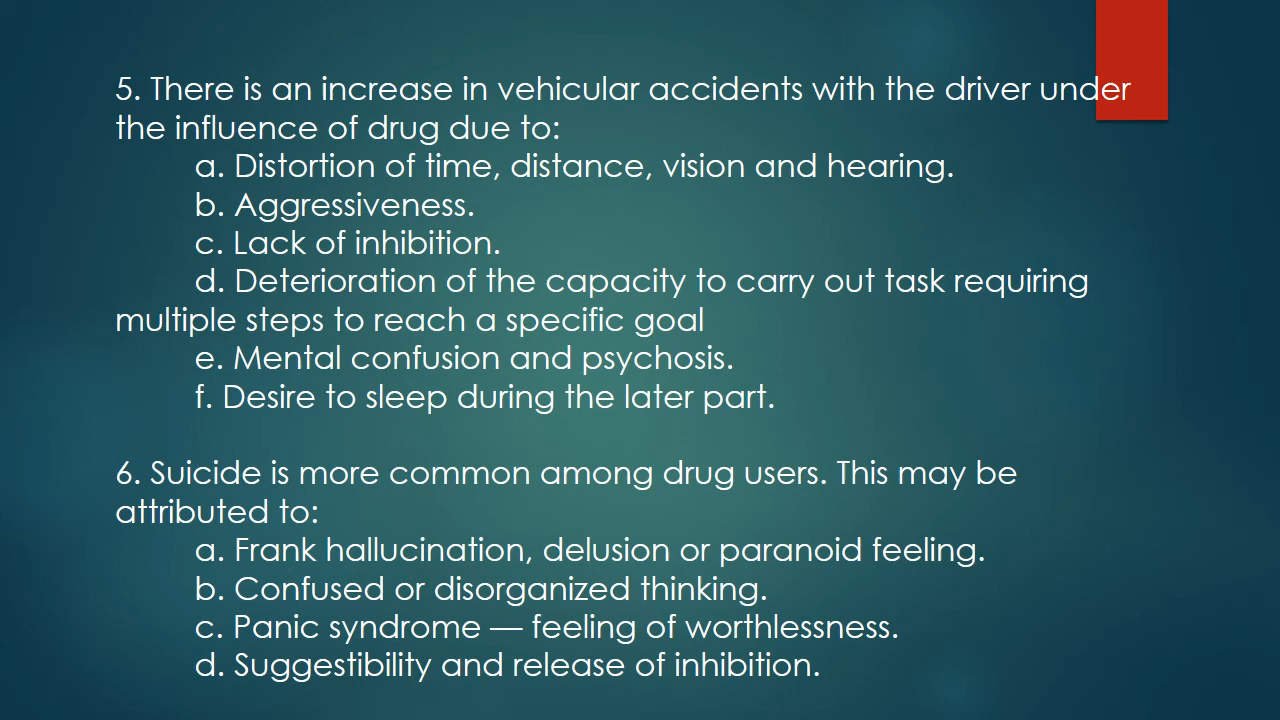 5. There is an increase in vehicular accidents with the driver under
the influence of drug due to:
a. Distortion of time, distance, vision and hearing.
b. Aggressiveness.
c. Lack of inhibition.
d. Deterioration of the capacity to carry out task requiring
multiple steps to reach a specific goal
e. Mental confusion and psychosis.
f. Desire to sleep during the later part.
6. Suicide is more common among drug users. This may be
attributed to:
a. Frank hallucination, delusion or paranoid feeling.
b. Confused or disorganized thinking.
c. Panic syndrome — feeling of worthlessness.
d. Suggestibility and release of inhibition.